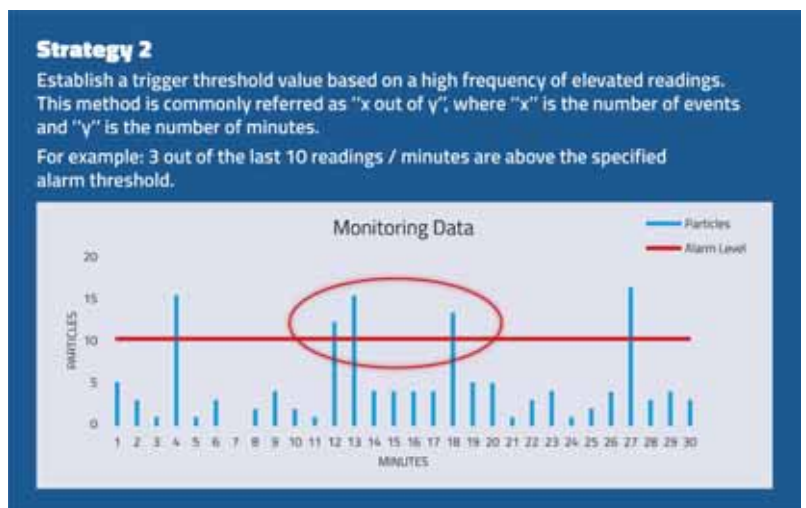 Strategy 2
Establish a trigger threshold value based on a high frequency of elevated readings.
This method is commonly referred as "x out of y", where "x" is the number of events
and "y" is the number of minutes.
For example: 3 out of the last 10 readings / minutes are above the specified
alarm threshold.
Monitoring Data
Particles
Alarm Level
20
15
10
5
0
PARTICLES
1 2 3 4 5 6 7 8 9 10 11 12 13 14 15 16 17 18 19 20 21 22 23 24 25 26 27 28 29 30
MINUTES